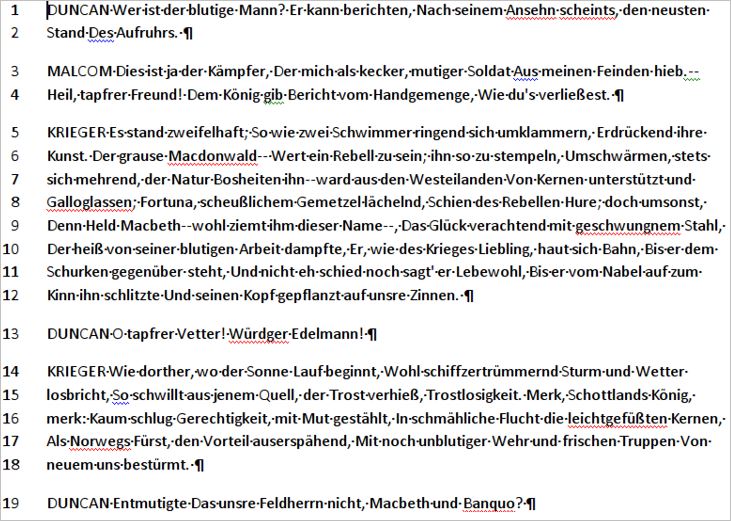 1 DUNCAN Wer ist der blutige Mann? Er kann berichten, Nach seinem Ansehn scheints, den neusten
2 Stand Des Aufruhrs. ¶
3 MALCOM Dies ist ja der Kämpfer, Der mich als kecker, mutiger Soldat Aus meinen Feinden hieb.--
4 Heil, tapfrer Freund! Dem König gib Bericht vom Handgemenge, Wie du's verließest. ¶
5 KRIEGER Es stand zweifelhaft; So wie zwei Schwimmer ringend sich umklammern, Erdrückend ihre
6 Kunst. Der grause Macdonwald--Wert ein Rebell zu sein; ihn so zu stempeln, Umschwärmen, stets
7 sich mehrend, der Natur Bosheiten ihn--ward aus den Westeilanden Von Kernen unterstützt und
8 Galloglassen; Fortuna, scheußlichem Gemetzel lächelnd, Schien des Rebellen Hure; doch umsonst,
9 Denn Held Macbeth--wohl ziemt ihm dieser Name--, Das Glück verachtend mit geschwungnem Stahl,
10 Der heiß von seiner blutigen Arbeit dampfte, Er, wie des Krieges Liebling, haut sich Bahn, Bis er dem
11 Schurken gegenüber steht, Und nicht eh schied noch sagt' er Lebewohl, Bis er vom Nabel auf zum
12 Kinn ihn schlitzte Und seinen Kopf gepflanzt auf unsre Zinnen. ¶
13 DUNCAN O tapfrer Vetter! Würdger Edelmann! ¶
14 KRIEGER Wie dorther, wo der Sonne Lauf beginnt, Wohl schiffzertrümmernd Sturm und Wetter
15 losbricht, So schwillt aus jenem Quell, der Trost verhieß, Trostlosigkeit. Merk, Schottlands König,
16 merk: Kaum schlug Gerechtigkeit, mit Mut gestählt, In schmähliche Flucht die leichtgefüßten Kernen,
17 Als Norwegs Fürst, den Vorteil auserspähend, Mit noch unblutiger Wehr und frischen Truppen Von
18 neuem uns bestürmt. ¶
19 DUNCAN Entmutigte Das unsre Feldherrn nicht, Macbeth und Banquo? ¶